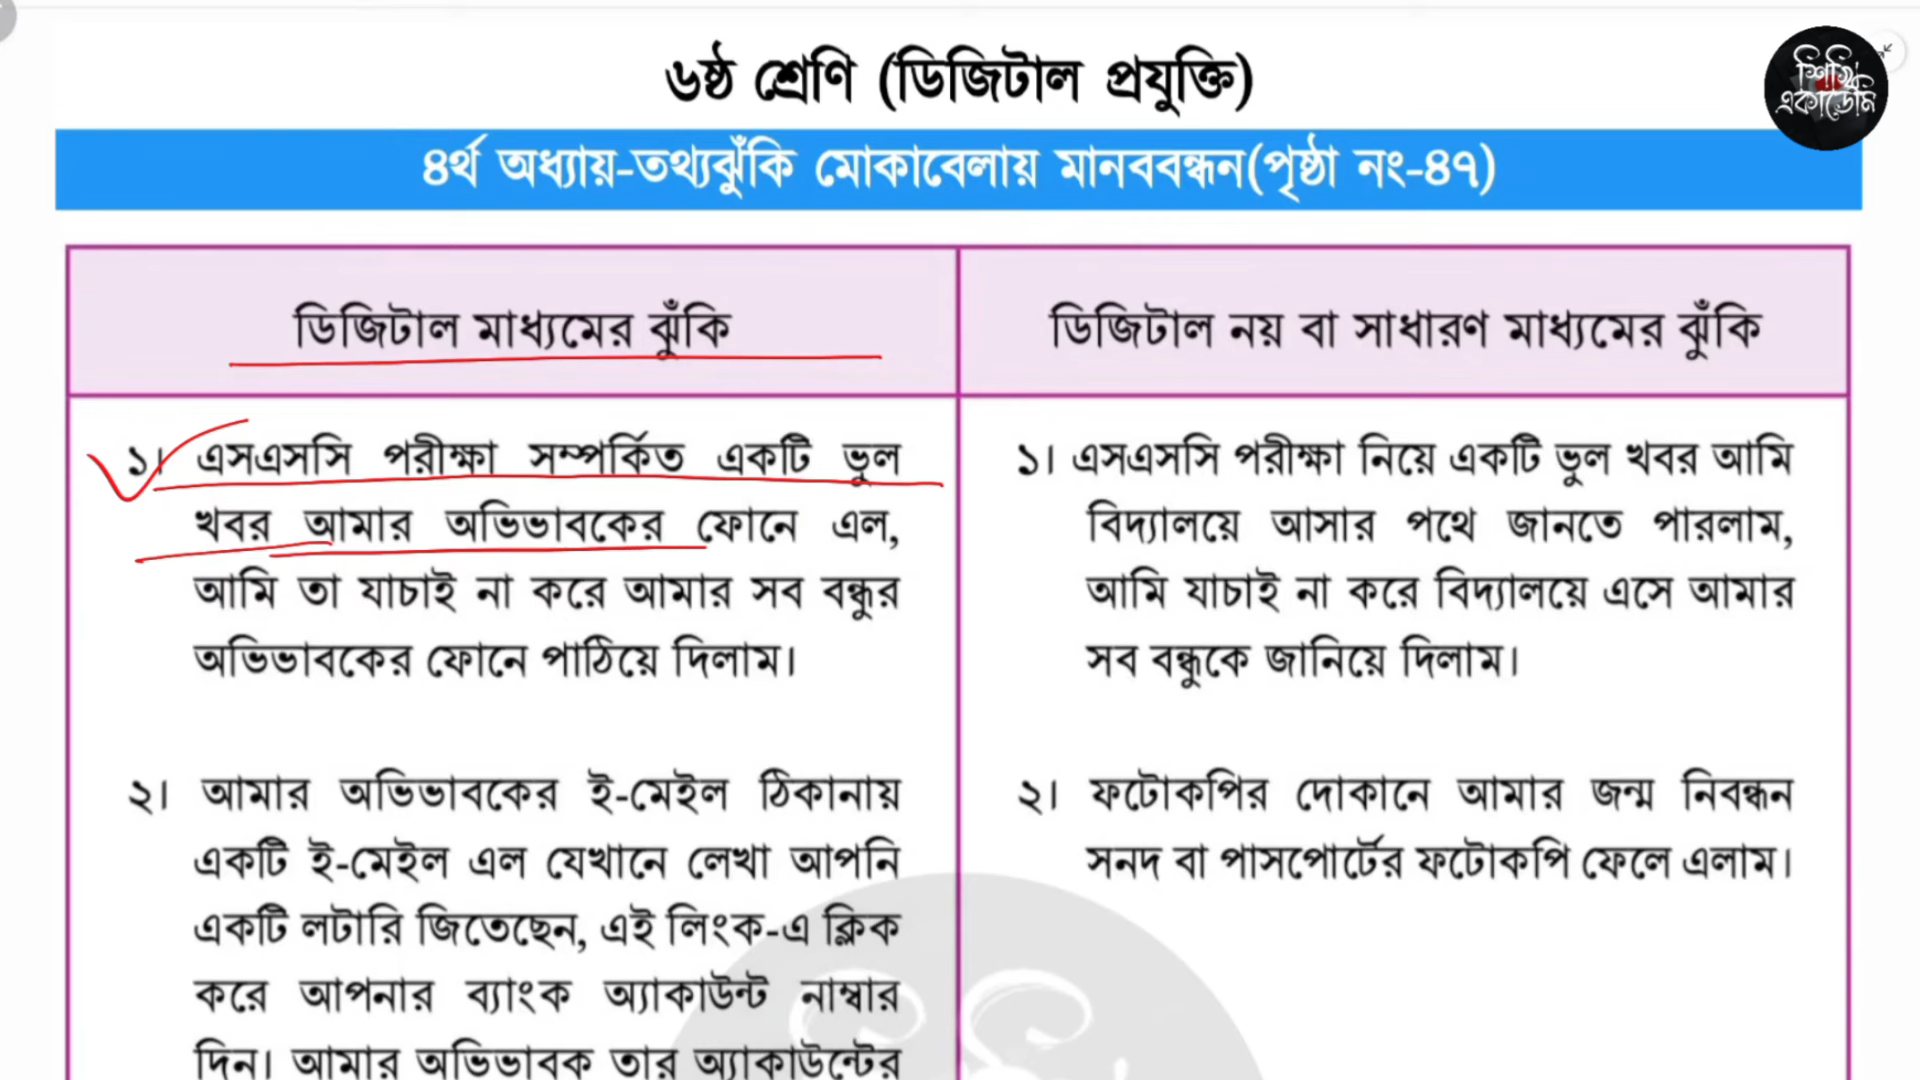 ৬ষ্ঠ শ্রেণি (ডিজিটাল প্রযুক্তি)
শিখি
একাডেমি
৪র্থ অধ্যায়-তথ্যঝুঁকি মোকাবেলায় মানববন্ধন(পৃষ্ঠা নং-৪৭)
ডিজিটাল মাধ্যমের ঝুঁকি
১। এসএসসি পরীক্ষা সম্পর্কিত একটি ভুল
খবর আমার অভিভাবকের ফোনে এল,
আমি তা যাচাই না করে আমার সব বন্ধুর
অভিভাবকের ফোনে পাঠিয়ে দিলাম।
২। আমার অভিভাবকের ই-মেইল ঠিকানায়
একটি ই-মেইল এল যেখানে লেখা আপনি
একটি লটারি জিতেছেন, এই লিংক-এ ক্লিক
করে আপনার ব্যাংক অ্যাকাউন্ট নাম্বার
দিন। আমার অভিভাবক তার অ্যাকাউন্টের
ডিজিটাল নয় বা সাধারণ মাধ্যমের ঝুঁকি
১। এসএসসি পরীক্ষা নিয়ে একটি ভুল খবর আমি
বিদ্যালয়ে আসার পথে জানতে পারলাম,
আমি যাচাই না করে বিদ্যালয়ে এসে আমার
সব বন্ধুকে জানিয়ে দিলাম।
২। ফটোকপির দোকানে আমার জন্ম নিবন্ধন
সনদ বা পাসপোর্টের ফটোকপি ফেলে এলাম।